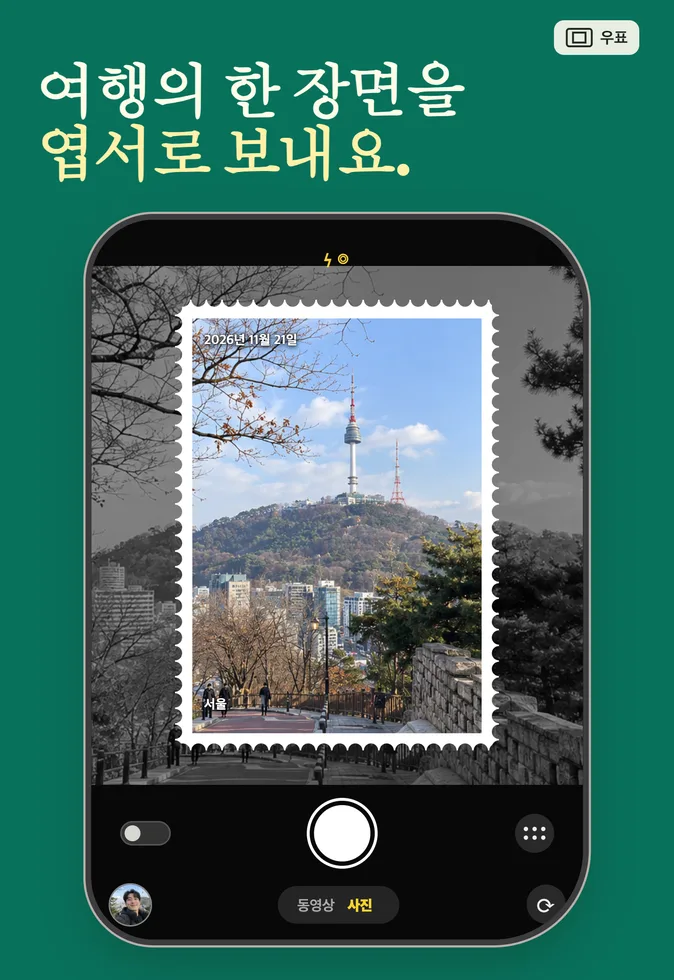 우표
여행의 한 장면을
엽서로 보내요.
2026년 11월 21일
서울
동영상 사진